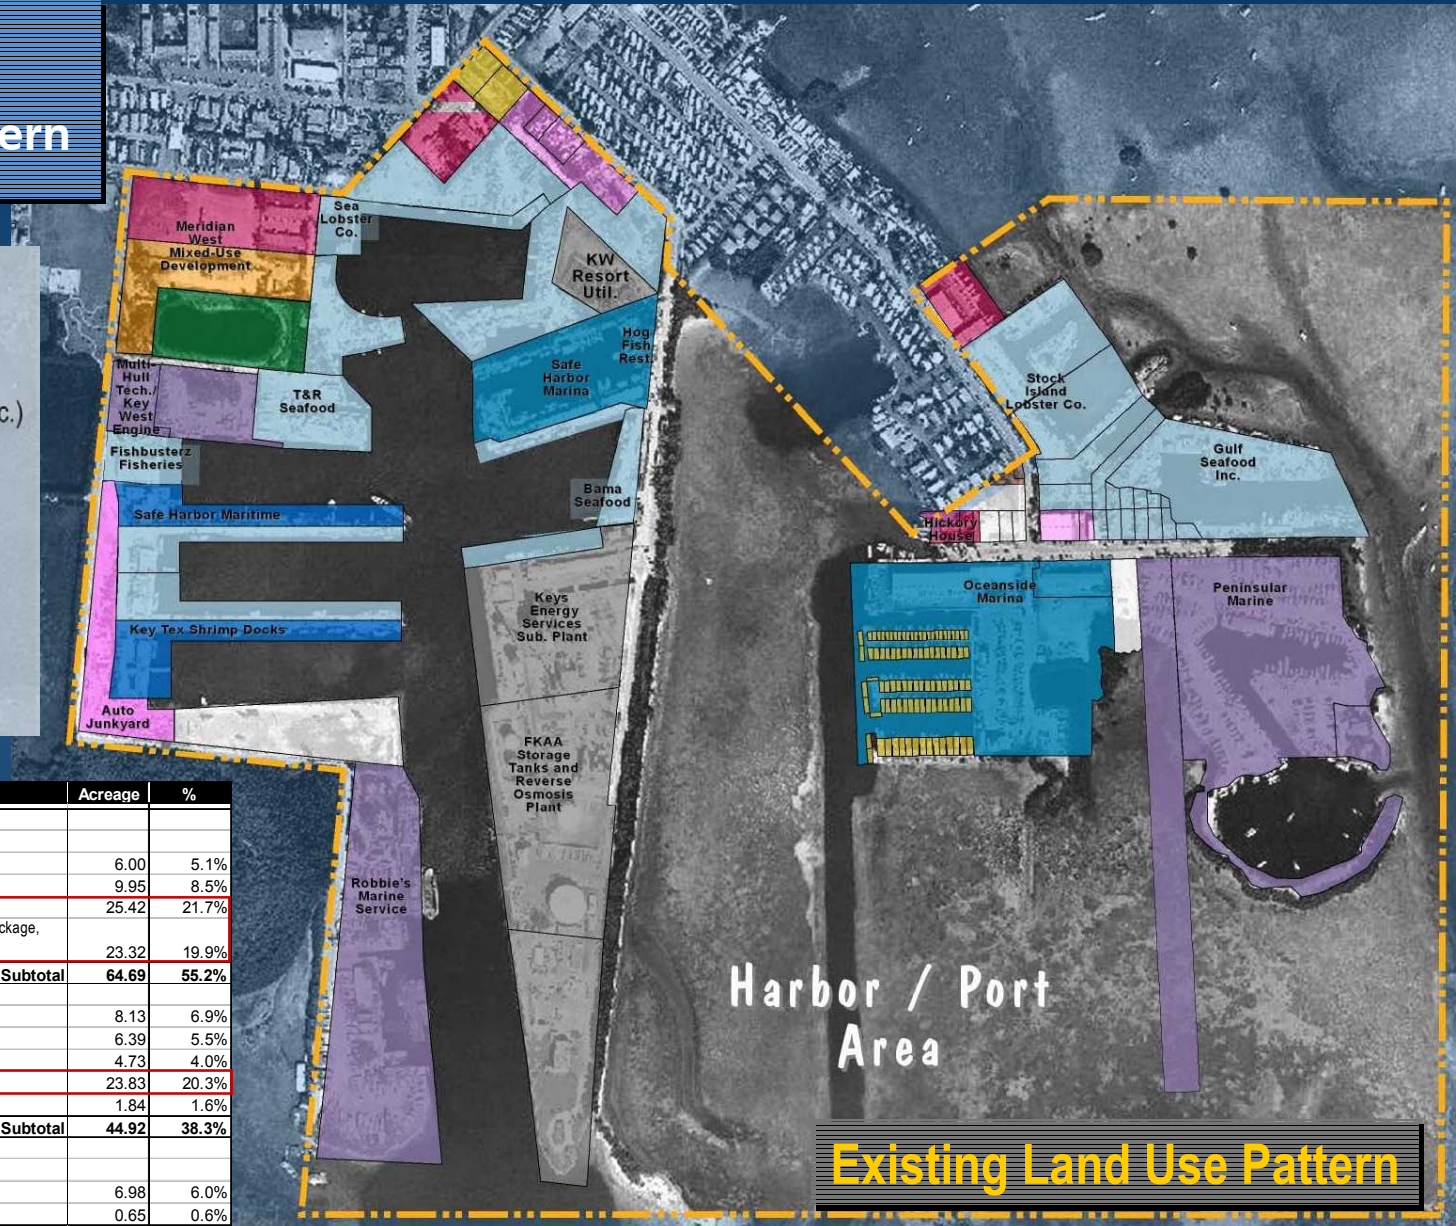 ern
c.)
Meridian
West
Mixed-Use
Development
Sea
Lobster
Co.
KW
Resort
Util.
Hog
Fish
Rest.
Safe
Harbor
Marina
Multi-
Hull
Tech./
Key
West
Engine
T&R
Seafood
Fishbusterz
Fisheries
Bama
Seafood
Safe Harbor Maritime
Key Tex Shrimp Docks
Auto
Junkyard
Keys
Energy
Services
Sub. Plant
FKAA
Storage
Tanks and
Reverse
Osmosis
Plant
Robbie's
Marine
Service
Stock
Island
Lobster Co.
Gulf
Seafood
Inc.
Hickory
House
Oceanside
Marina
Peninsular
Marine
Harbor / Port
Area
Existing Land Use Pattern
Acreage %
6.00 5.1%
9.95 8.5%
25.42 21.7%
ckage,
23.32 19.9%
Subtotal 64.69 55.2%
8.13 6.9%
6.39 5.5%
4.73 4.0%
23.83 20.3%
1.84 1.6%
Subtotal 44.92 38.3%
6.98 6.0%
0.65 0.6%